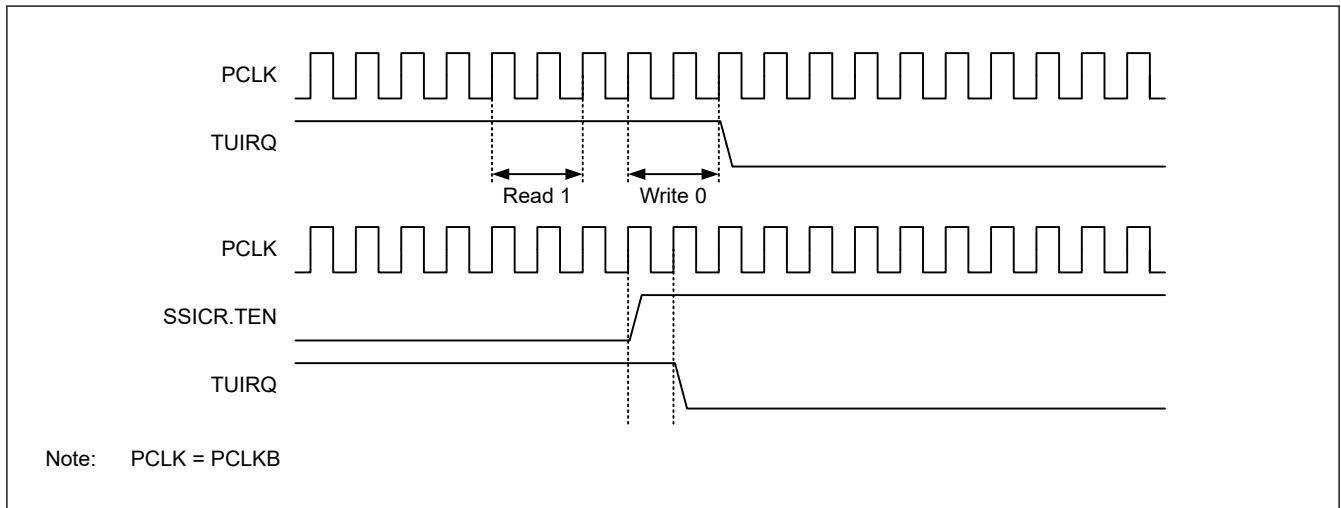 PCLK
TUIRQ
Read 1 Write 0
PCLK
SSICR.TEN
TUIRQ
Note: PCLK = PCLKB